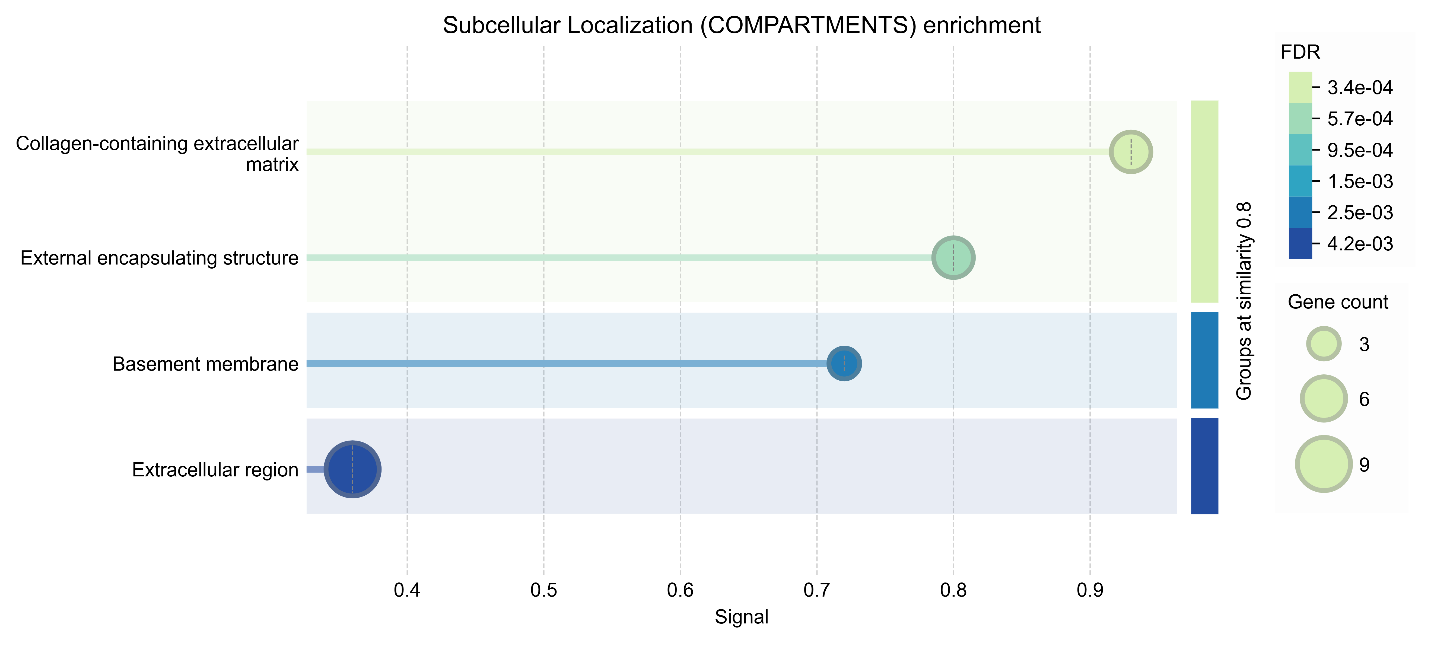 Subcellular Localization (COMPARTMENTS) enrichment
Collagen-containing extracellular
matrix
External encapsulating structure
Basement membrane
Extracellular region
0.4 0.5 0.6 0.7 0.8 0.9
Signal
Groups at similarity 0.8
FDR
3.4e-04
5.7e-04
9.5e-04
1.5e-03
2.5e-03
4.2e-03
Gene count
3
6
9